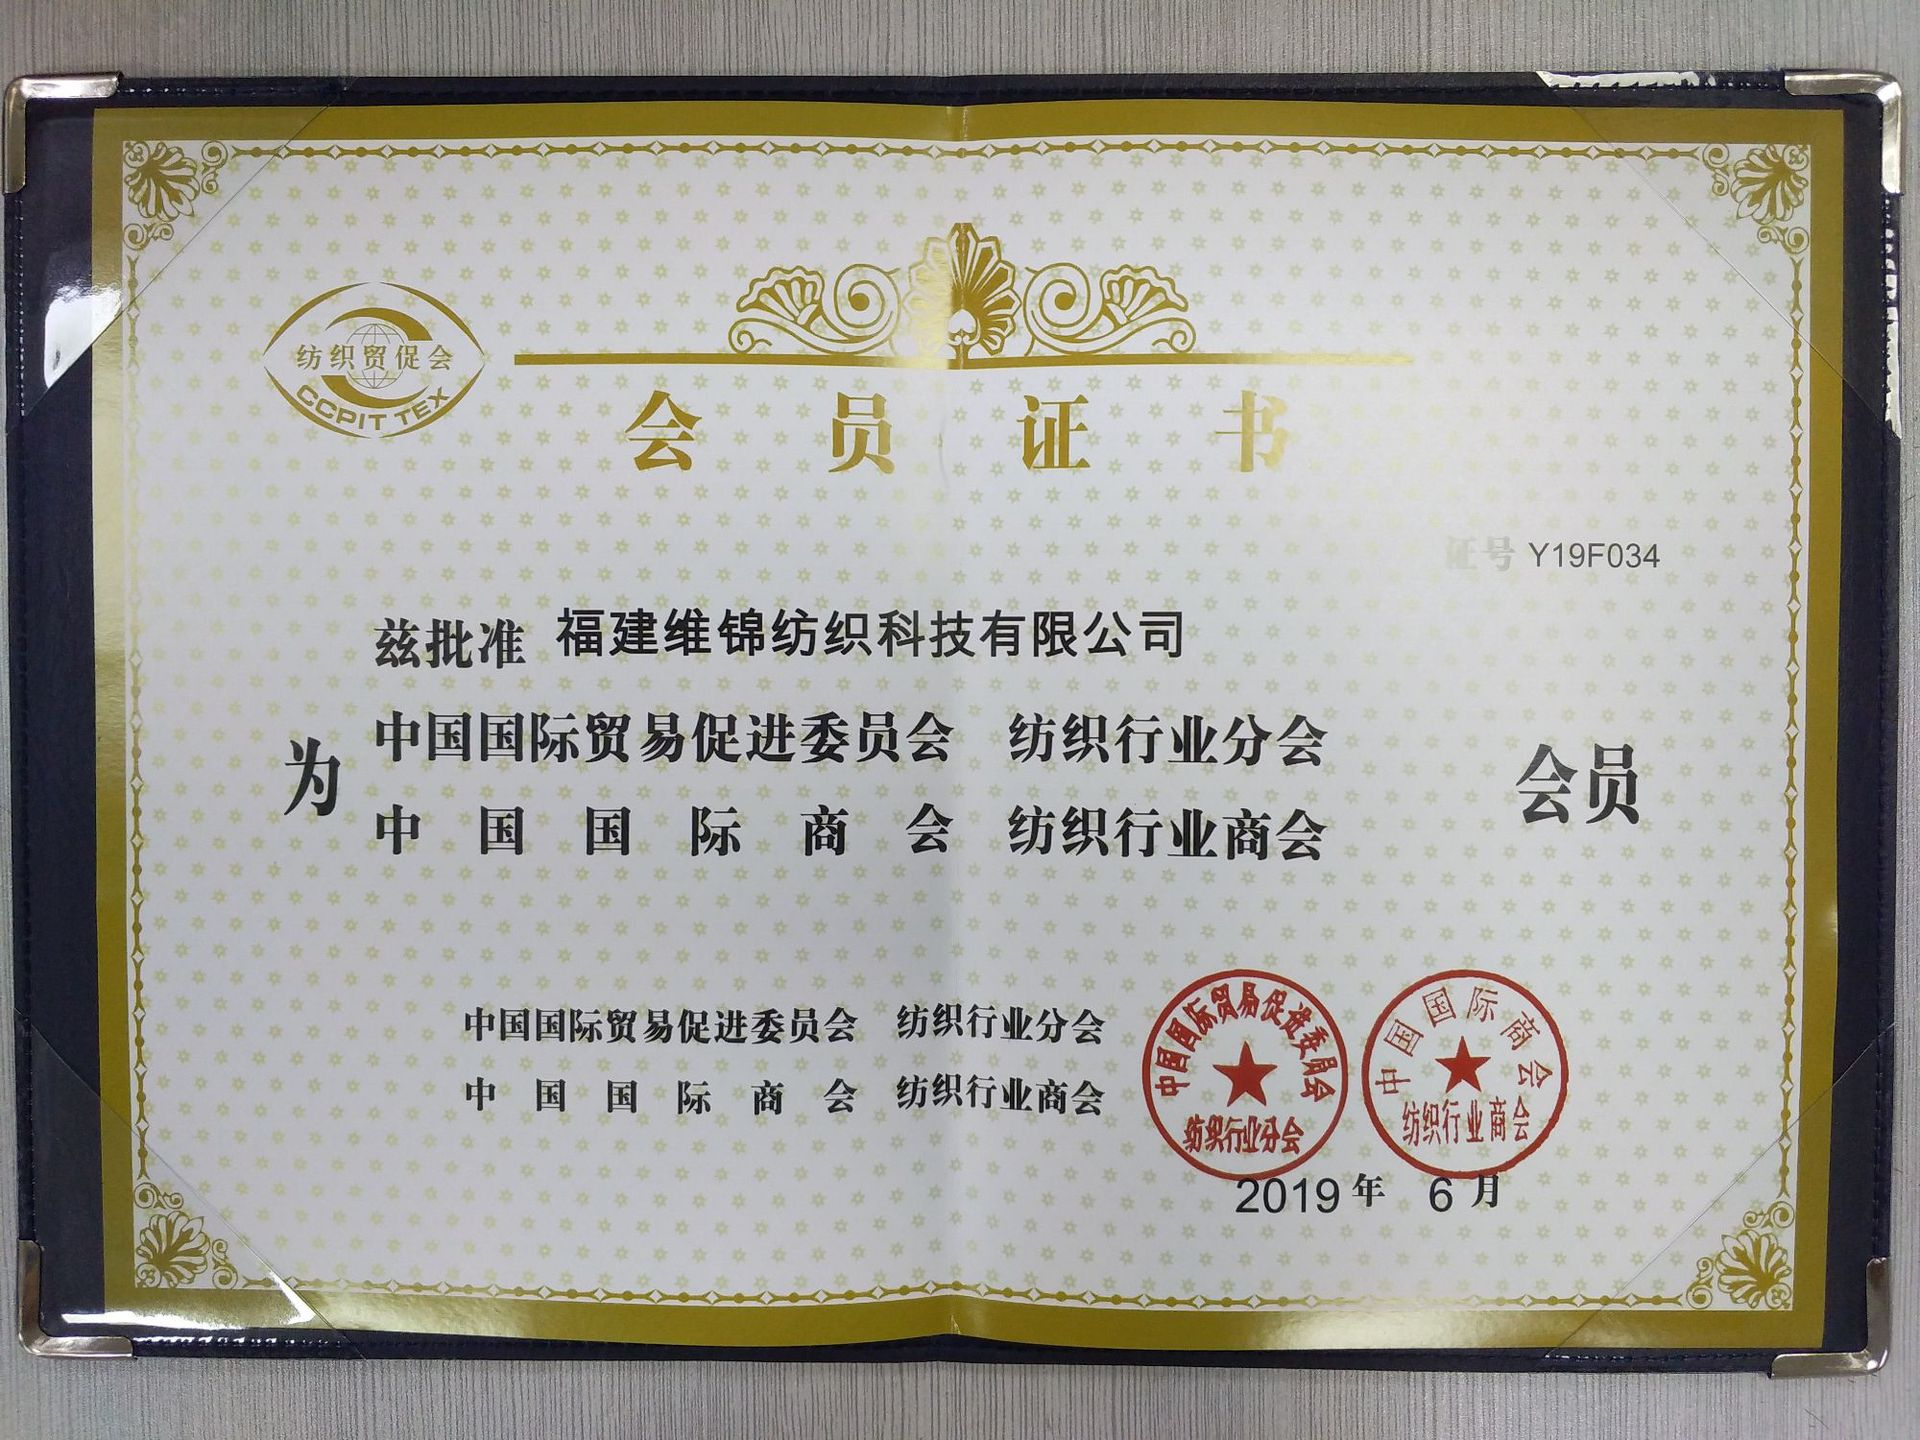 纺织贸促会
CCPIT TEX
会员证书
证号 Y19F034
兹批准 福建维锦纺织科技有限公司
为 中国国际贸易促进委员会 纺织行业分会 会员
中国国际商会 纺织行业商会
中国国际贸易促进委员会 纺织行业分会
中国国际商会 纺织行业商会
中国国际贸易促进委员会
纺织行业分会
中国国际商会
纺织行业商会
2019 年 6 月